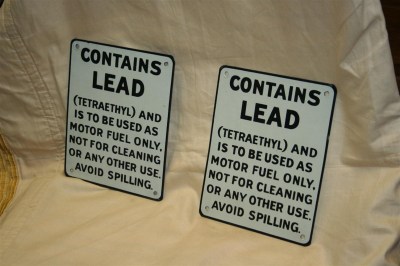 CONTAINS
LEAD
(TETRAETHYL) AND
IS TO BE USED AS
MOTOR FUEL ONLY.
NOT FOR CLEANING
OR ANY OTHER USE.
AVOID SPILLING.
CONTAINS
LEAD
(TETRAETHYL) AND
IS TO BE USED AS
MOTOR FUEL ONLY.
NOT FOR CLEANING
OR ANY OTHER USE.
AVOID SPILLING.